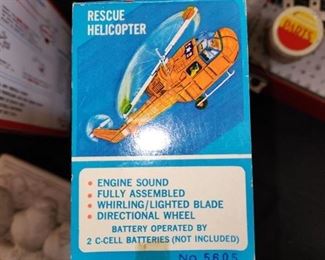 RESCUE
HELICOPTER
• ENGINE SOUND
• FULLY ASSEMBLED
• WHIRLING/LIGHTED BLADE
• DIRECTIONAL WHEEL
BATTERY OPERATED BY
2 C-CELL BATTERIES (NOT INCLUDED)
NO. 5605
DARTS